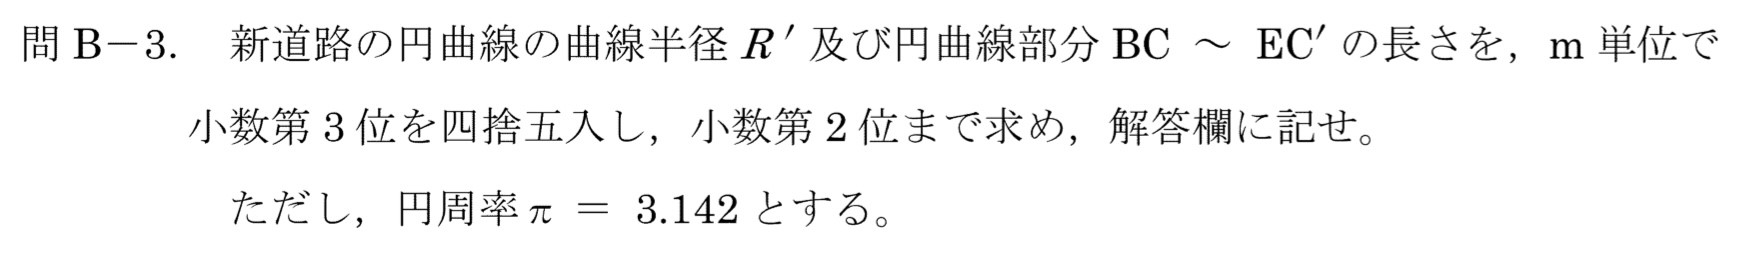 問 B－3. 新道路の円曲線の曲線半径 R′ 及び円曲線部分 BC ～ EC′ の長さを，m 単位で
小数第 3 位を四捨五入し，小数第 2 位まで求め，解答欄に記せ。
ただし，円周率 π ＝ 3.142 とする。